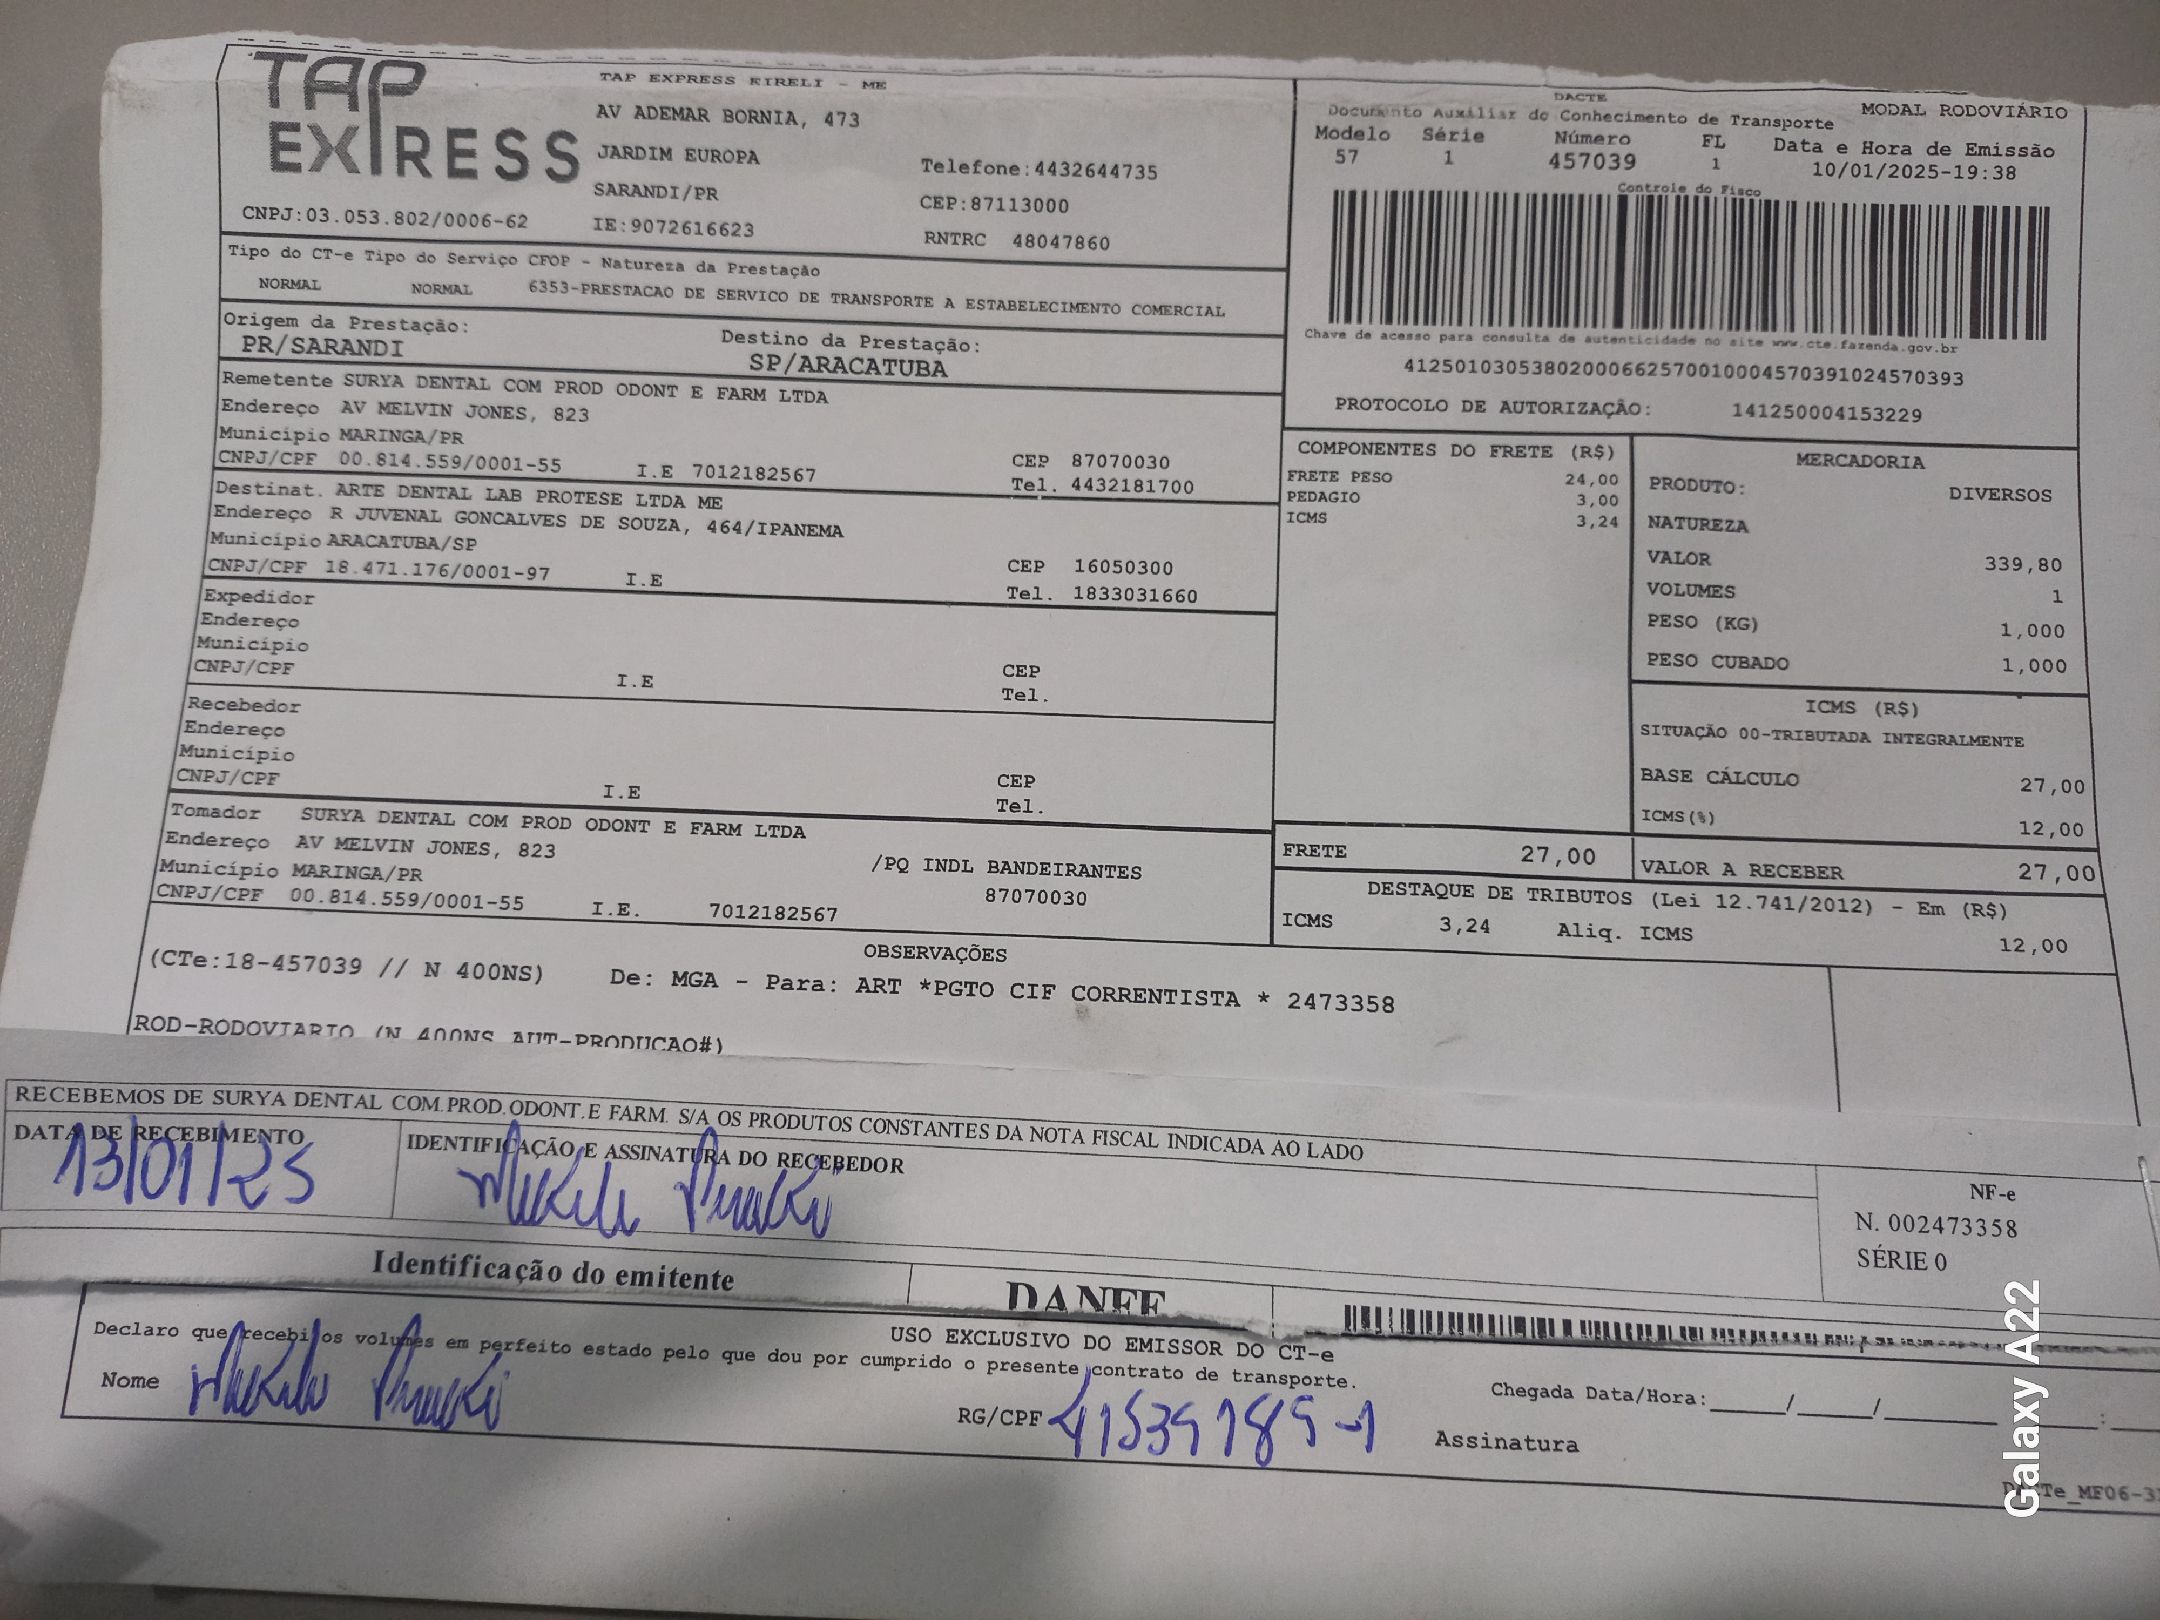 TAP EXPRESS
TAP EXPRESS EIRELI - ME
AV ADEMAR BORNIA, 473
JARDIM EUROPA
Telefone:4432644735
SARANDI/PR
CEP:87113000
CNPJ:03.053.802/0006-62
IE:9072616623
RNTRC 48047860
DACTE
MODAL RODOVIÁRIO
Documento Auxiliar do Conhecimento de Transporte
Modelo Série Número FL Data e Hora de Emissão
57 1 457039 1 10/01/2025-19:38
Controle do Fisco
Chave de acesso para consulta de autenticidade no site www.cte.fazenda.gov.br
41250103053802000662570010004570391024570393
PROTOCOLO DE AUTORIZAÇÃO: 141250004153229
Tipo do CT-e Tipo do Serviço CFOP - Natureza da Prestação
NORMAL NORMAL 6353-PRESTACAO DE SERVICO DE TRANSPORTE A ESTABELECIMENTO COMERCIAL
Origem da Prestação: Destino da Prestação:
PR/SARANDI SP/ARACATUBA
Remetente SURYA DENTAL COM PROD ODONT E FARM LTDA
Endereço AV MELVIN JONES, 823
Município MARINGA/PR
CEP 87070030
CNPJ/CPF 00.814.559/0001-55 I.E 7012182567 Tel. 4432181700
Destinat. ARTE DENTAL LAB PROTESE LTDA ME
Endereço R JUVENAL GONCALVES DE SOUZA, 464/IPANEMA
Município ARACATUBA/SP
CEP 16050300
CNPJ/CPF 18.471.176/0001-97 I.E Tel. 1833031660
Expedidor
Endereço
Município
CEP
CNPJ/CPF I.E Tel.
Recebedor
Endereço
Município
CEP
CNPJ/CPF I.E Tel.
Tomador SURYA DENTAL COM PROD ODONT E FARM LTDA
Endereço AV MELVIN JONES, 823 /PQ INDL BANDEIRANTES
Município MARINGA/PR 87070030
CNPJ/CPF 00.814.559/0001-55 I.E. 7012182567
COMPONENTES DO FRETE (R$)
FRETE PESO 24,00
PEDAGIO 3,00
ICMS 3,24
MERCADORIA
PRODUTO: DIVERSOS
NATUREZA
VALOR 339,80
VOLUMES 1
PESO (KG) 1,000
PESO CUBADO 1,000
ICMS (R$)
SITUAÇÃO 00-TRIBUTADA INTEGRALMENTE
BASE CÁLCULO 27,00
ICMS(%) 12,00
FRETE 27,00 VALOR A RECEBER 27,00
DESTAQUE DE TRIBUTOS (Lei 12.741/2012) - Em (R$)
ICMS 3,24 Aliq. ICMS 12,00
OBSERVAÇÕES
(CTe:18-457039 // N 400NS) De: MGA - Para: ART *PGTO CIF CORRENTISTA * 2473358
ROD-RODOVIARIO (N 400NS AUT-PRODUCAO#)
RECEBEMOS DE SURYA DENTAL COM.PROD.ODONT.E FARM. S/A OS PRODUTOS CONSTANTES DA NOTA FISCAL INDICADA AO LADO
DATA DE RECEBIMENTO IDENTIFICAÇÃO E ASSINATURA DO RECEBEDOR
13/01/25
NF-e
N. 002473358
SÉRIE 0
Identificação do emitente
DANFE
USO EXCLUSIVO DO EMISSOR DO CT-e
Declaro que recebi os volumes em perfeito estado pelo que dou por cumprido o presente contrato de transporte.
Nome RG/CPF 41539189-1
Chegada Data/Hora:____/____/______ __:__
Assinatura
Galaxy A22